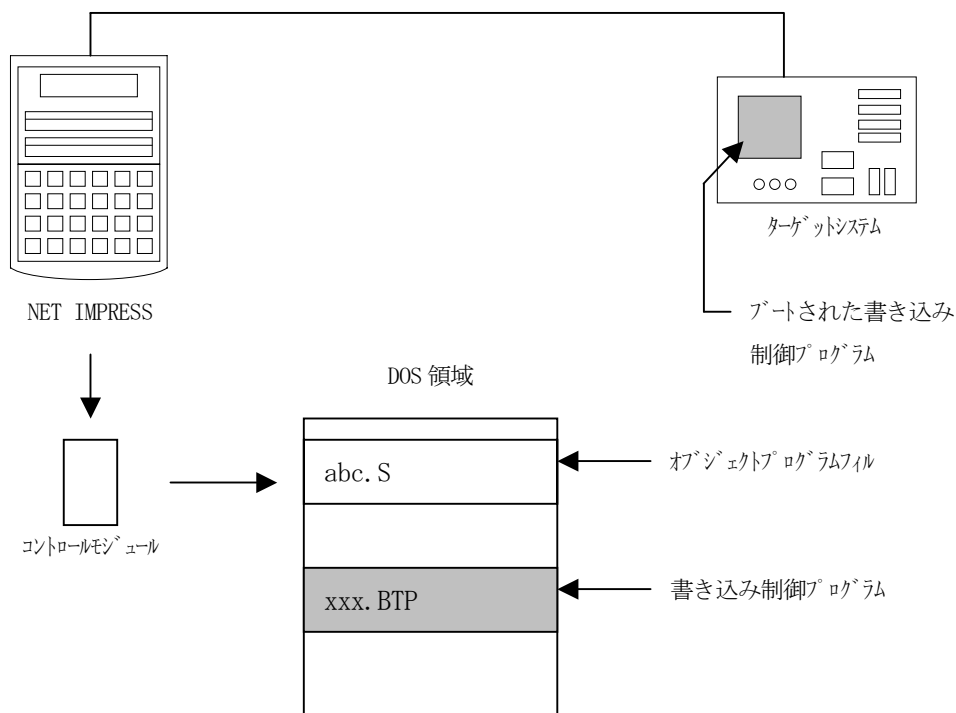 ﾀｰｹﾞｯﾄｼｽﾃﾑ
NET IMPRESS
ﾌﾞｰﾄされた書き込み
制御ﾌﾟﾛｸﾞﾗﾑ
DOS 領域
abc.S
ｵﾌﾞｼﾞｪｸﾄﾌﾟﾛｸﾞﾗﾑﾌｨﾙ
ｺﾝﾄﾛｰﾙﾓｼﾞｭｰﾙ
xxx.BTP
書き込み制御ﾌﾟﾛｸﾞﾗﾑ